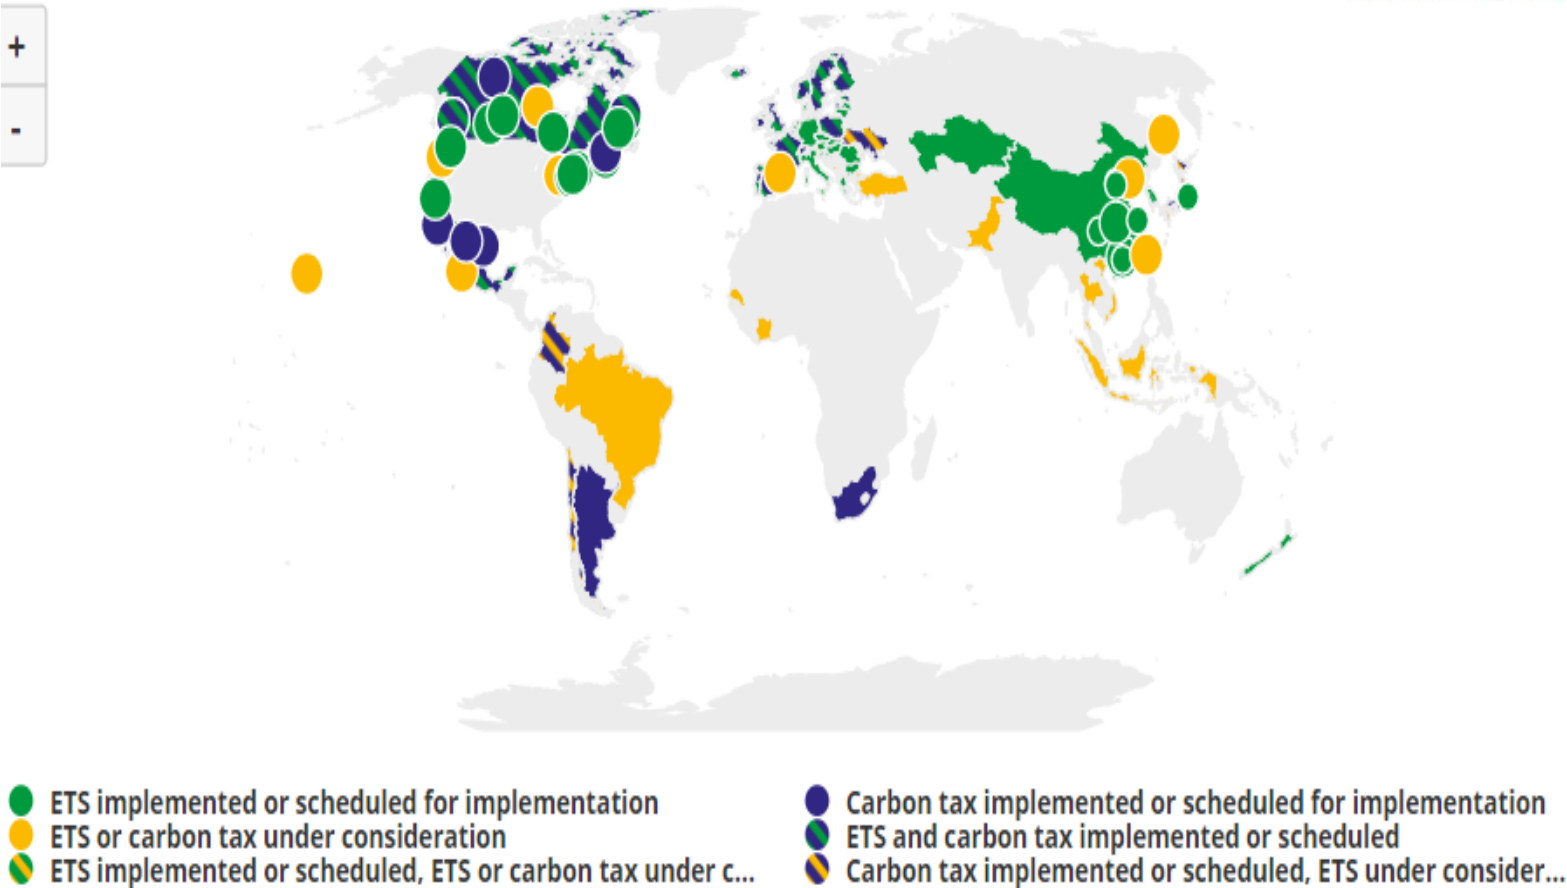 +
-
ETS implemented or scheduled for implementation
Carbon tax implemented or scheduled for implementation
ETS or carbon tax under consideration
ETS and carbon tax implemented or scheduled
ETS implemented or scheduled, ETS or carbon tax under c...
Carbon tax implemented or scheduled, ETS under consider...